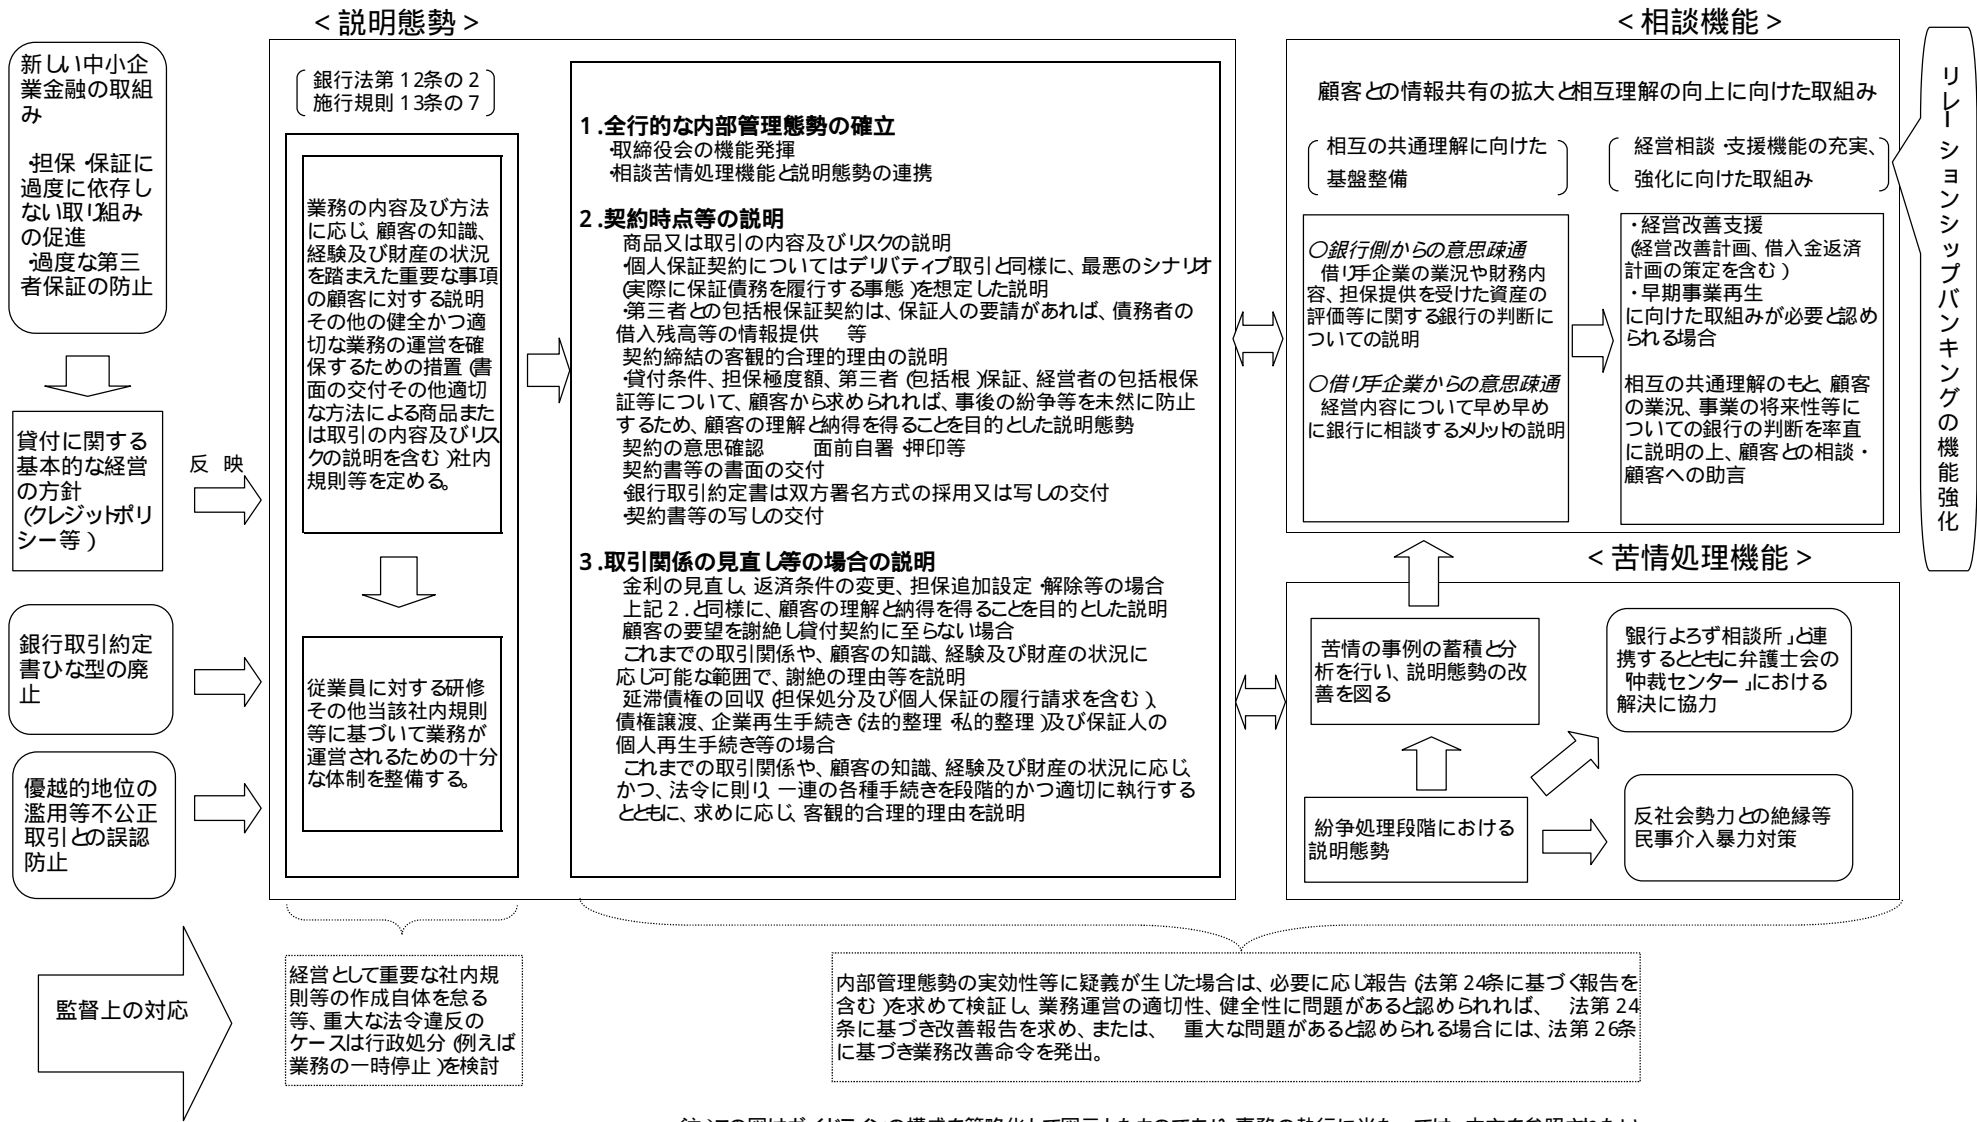 ＜説明態勢＞
＜相談機能＞
新しい中小企
業金融の取組
み
・担保・保証に
過度に依存し
ない取り組み
の促進
・過度な第三
者保証の防止
貸付に関する
基本的な経営
の方針
（クレジットポリ
シー等）
反 映
銀行取引約定
書ひな型の廃
止
優越的地位の
濫用等不公正
取引との誤認
防止
監督上の対応
銀行法第12条の2
施行規則13条の7
業務の内容及び方法
に応じ、顧客の知識、
経験及び財産の状況
を踏まえた重要な事項
の顧客に対する説明
その他の健全かつ適
切な業務の運営を確
保するための措置（書
面の交付その他適切
な方法による商品また
は取引の内容及びリス
クの説明を含む）社内
規則等を定める。
従業員に対する研修
その他当該社内規則
等に基づいて業務が
運営されるための十分
な体制を整備する。
1.全行的な内部管理態勢の確立
・取締役会の機能発揮
・相談苦情処理機能と説明態勢の連携
2.契約時点等の説明
商品又は取引の内容及びリスクの説明
・個人保証契約についてはデリバティブ取引と同様に、最悪のシナリオ
（実際に保証債務を履行する事態）を想定した説明
・第三者との包括根保証契約は、保証人の要請があれば、債務者の
借入残高等の情報提供　等
契約締結の客観的合理的理由の説明
・貸付条件、担保極度額、第三者（包括根）保証、経営者の包括根保
証等について、顧客から求められれば、事後の紛争等を未然に防止
するため、顧客の理解と納得を得ることを目的とした説明態勢
契約の意思確認　　面前自署・押印等
契約書等の書面の交付
・銀行取引約定書は双方署名方式の採用又は写しの交付
・契約書等の写しの交付
3.取引関係の見直し等の場合の説明
金利の見直し、返済条件の変更、担保追加設定・解除等の場合
上記2.と同様に、顧客の理解と納得を得ることを目的とした説明
顧客の要望を謝絶し貸付契約に至らない場合
これまでの取引関係や、顧客の知識、経験及び財産の状況に
応じ可能な範囲で、謝絶の理由等を説明
延滞債権の回収（担保処分及び個人保証の履行請求を含む）、
債権譲渡、企業再生手続き（法的整理・私的整理）及び保証人の
個人再生手続き等の場合
これまでの取引関係や、顧客の知識、経験及び財産の状況に応じ、
かつ、法令に則り、一連の各種手続きを段階的かつ適切に執行する
とともに、求めに応じ、客観的合理的理由を説明
顧客との情報共有の拡大と相互理解の向上に向けた取組み
相互の共通理解に向けた
基盤整備
経営相談・支援機能の充実、
強化に向けた取組み
○銀行側からの意思疎通
借り手企業の業況や財務内
容、担保提供を受けた資産の
評価等に関する銀行の判断に
ついての説明
○借り手企業からの意思疎通
経営内容について早め早め
に銀行に相談するメリットの説明
・経営改善支援
（経営改善計画、借入金返済
計画の策定を含む）
・早期事業再生
に向けた取組みが必要と認め
られる場合
相互の共通理解のもと、顧客
の業況、事業の将来性等に
ついての銀行の判断を率直
に説明の上、顧客との相談・
顧客への助言
リレーションシップバンキングの機能強化
＜苦情処理機能＞
苦情の事例の蓄積と分
析を行い、説明態勢の改
善を図る
「銀行よろず相談所」と連
携するとともに弁護士会の
「仲裁センター」における
解決に協力
紛争処理段階における
説明態勢
反社会勢力との絶縁等
民事介入暴力対策
経営として重要な社内規
則等の作成自体を怠る
等、重大な法令違反の
ケースは行政処分（例えば
業務の一時停止）を検討
内部管理態勢の実効性等に疑義が生じた場合は、必要に応じ報告（法第24条に基づく報告を
含む）を求めて検証し、業務運営の適切性、健全性に問題があると認められれば、　法第24
条に基づき改善報告を求め、または、　重大な問題があると認められる場合には、法第26条
に基づき業務改善命令を発出。